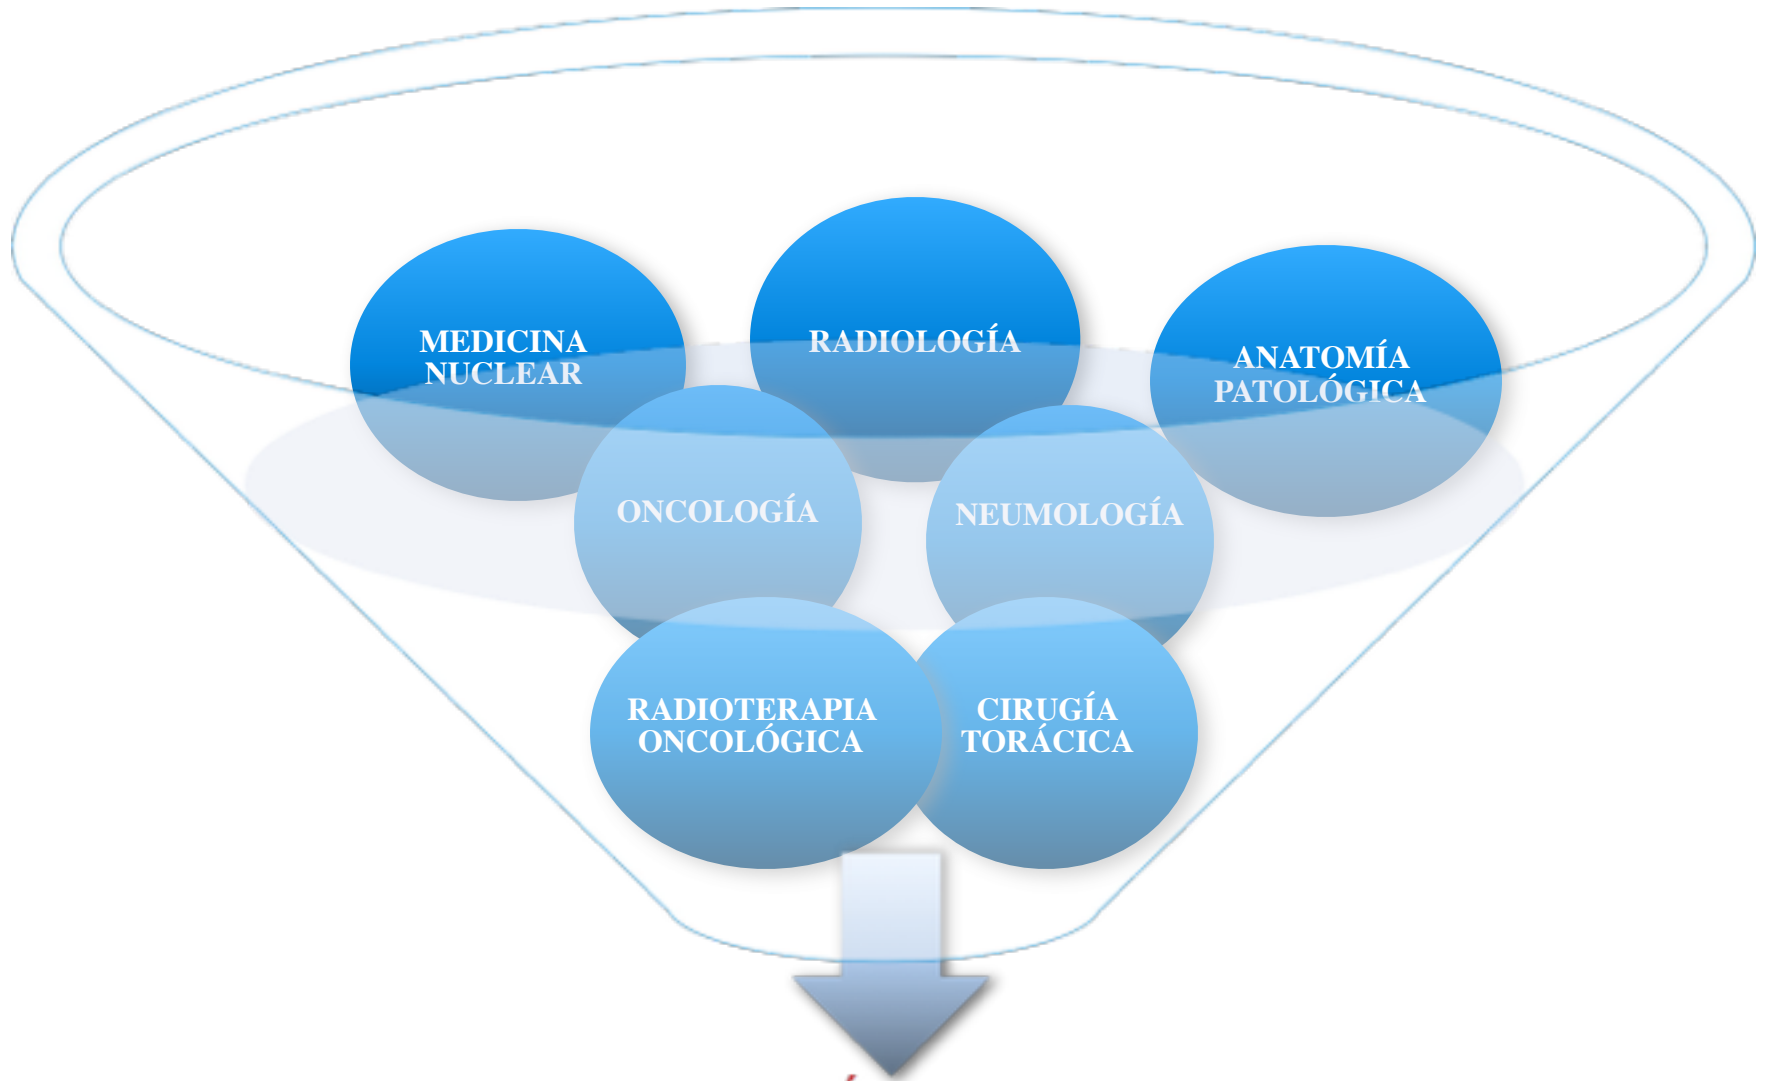 MEDICINA
NUCLEAR
RADIOLOGÍA
ANATOMÍA
PATOLÓGICA
ONCOLOGÍA
NEUMOLOGÍA
RADIOTERAPIA
ONCOLÓGICA
CIRUGÍA
TORÁCICA